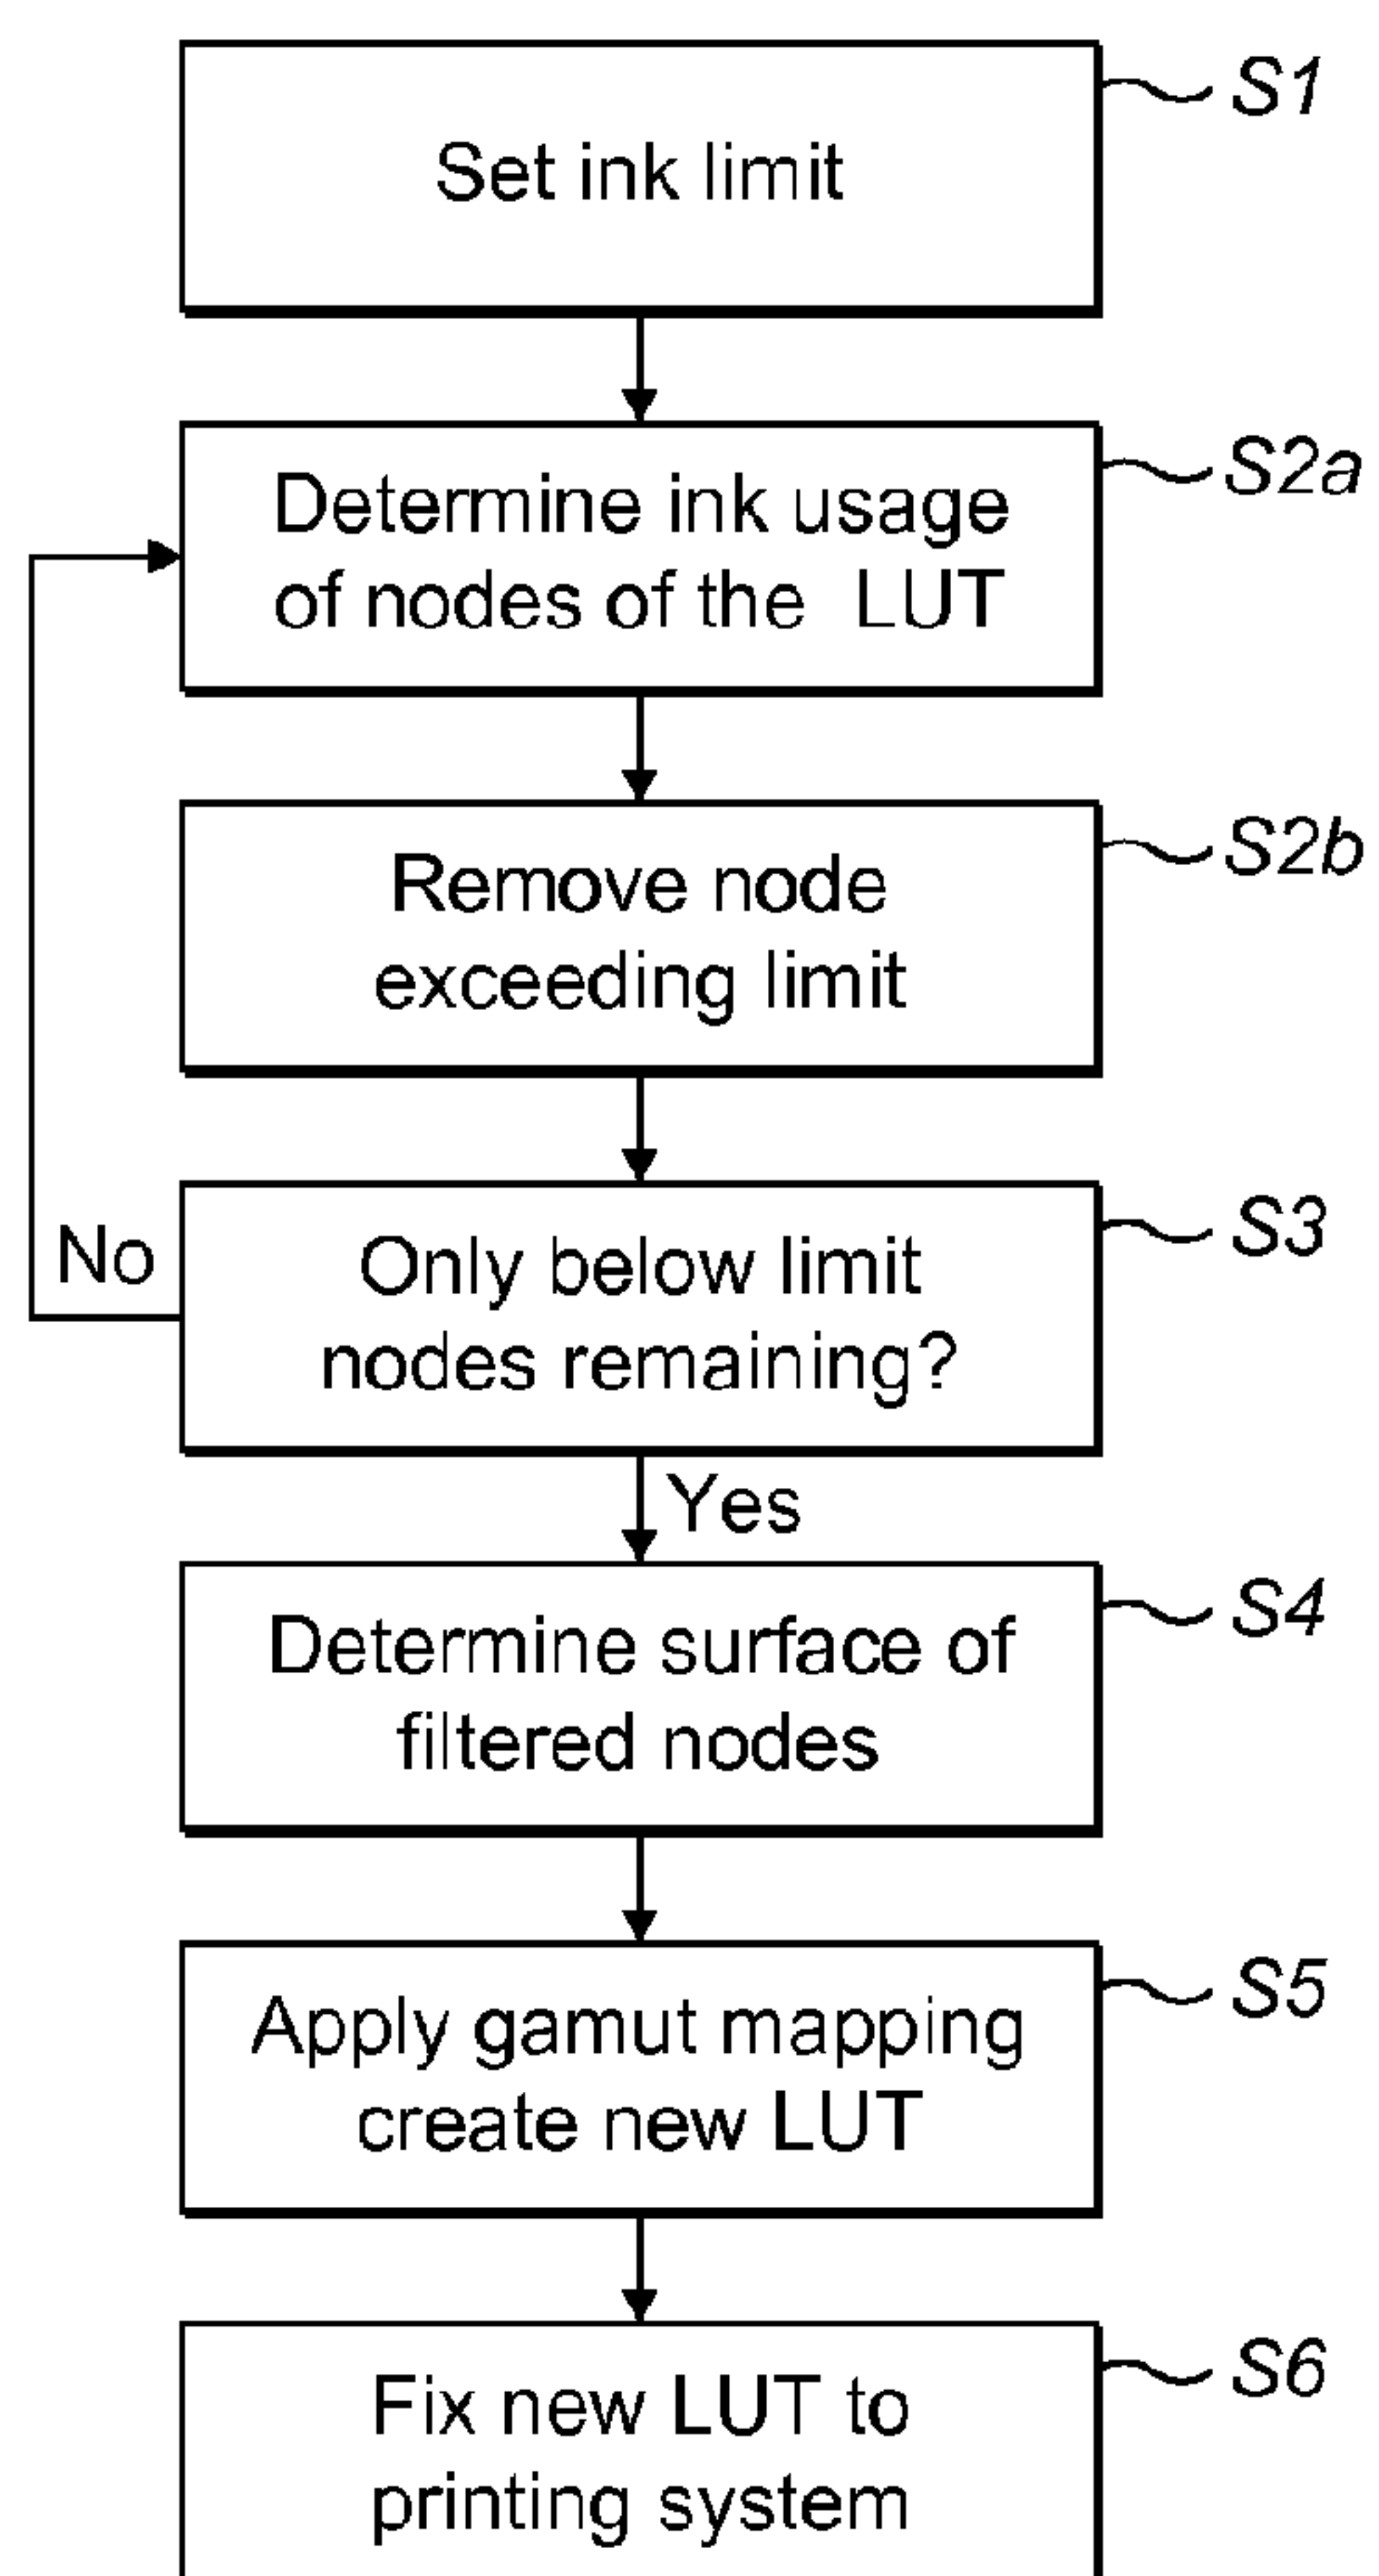 Set ink limit
S1
Determine ink usage
of nodes of the LUT
S2a
Remove node
exceeding limit
S2b
Only below limit
nodes remaining?
S3
No
Yes
Determine surface of
filtered nodes
S4
Apply gamut mapping
create new LUT
S5
Fix new LUT to
printing system
S6